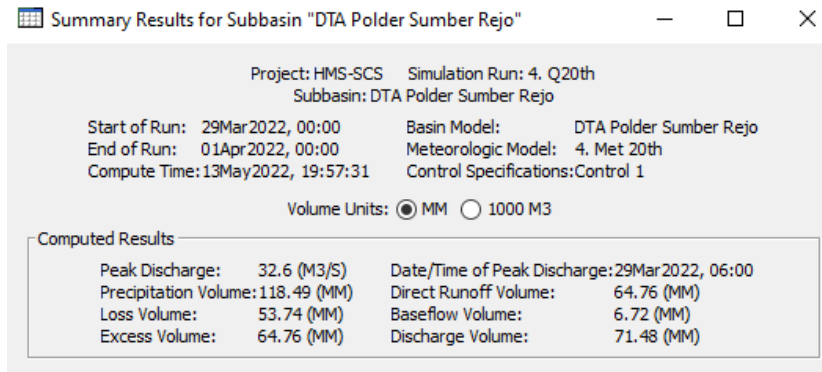 Summary Results for Subbasin "DTA Polder Sumber Rejo"
Project: HMS-SCS Simulation Run: 4. Q20th
Subbasin: DTA Polder Sumber Rejo
Start of Run: 29Mar2022, 00:00 Basin Model: DTA Polder Sumber Rejo
End of Run: 01Apr2022, 00:00 Meteorologic Model: 4. Met 20th
Compute Time:13May2022, 19:57:31 Control Specifications:Control 1
Volume Units: MM 1000 M3
Computed Results
Peak Discharge: 32.6 (M3/S) Date/Time of Peak Discharge:29Mar2022, 06:00
Precipitation Volume:118.49 (MM) Direct Runoff Volume: 64.76 (MM)
Loss Volume: 53.74 (MM) Baseflow Volume: 6.72 (MM)
Excess Volume: 64.76 (MM) Discharge Volume: 71.48 (MM)